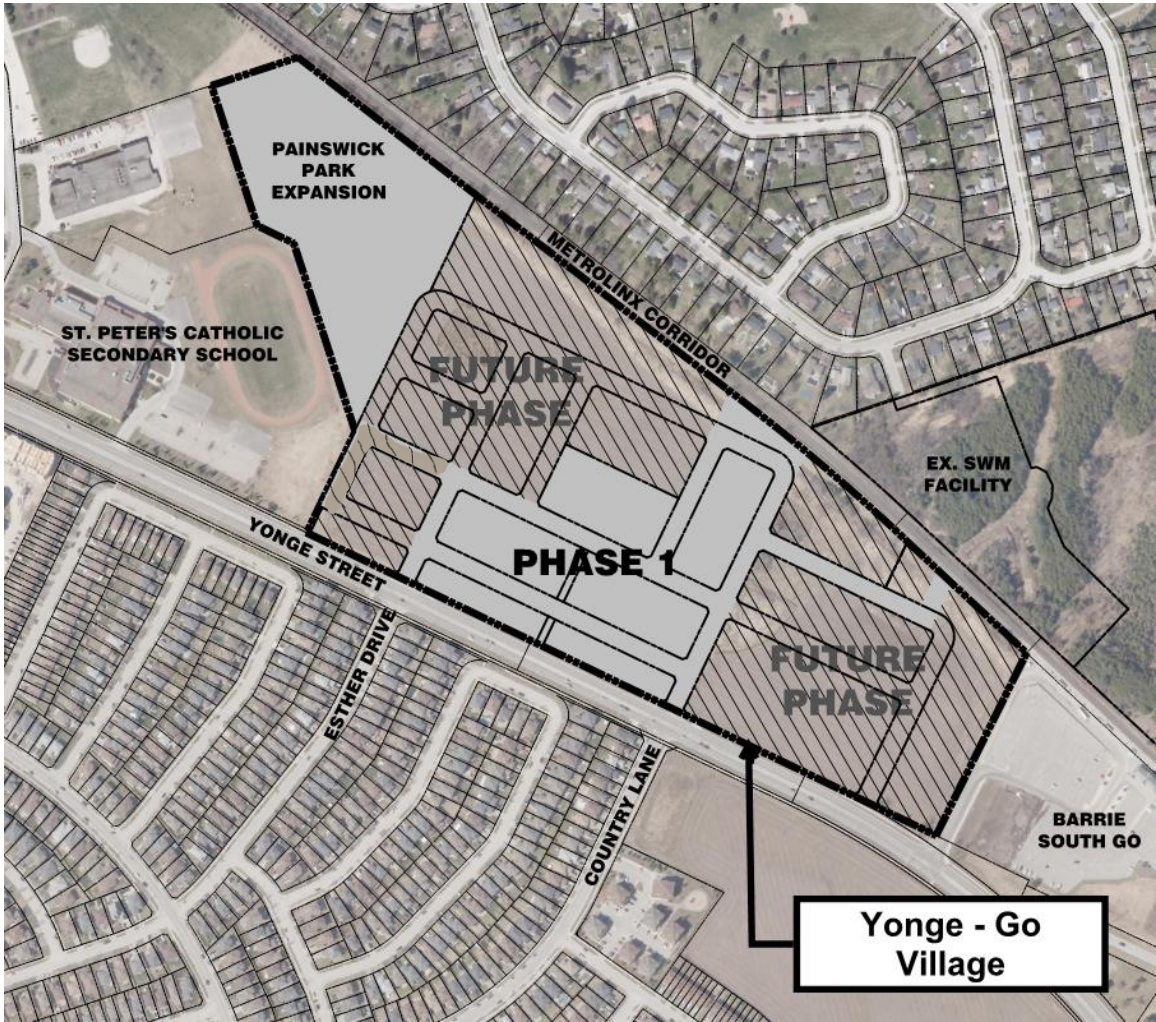 PAINSWICK
PARK
EXPANSION
METROLINX CORRIDOR
ST. PETER'S CATHOLIC
SECONDARY SCHOOL
FUTURE
PHASE
EX. SWM
FACILITY
YONGE STREET
PHASE 1
ESTHER DRIVE
FUTURE
PHASE
COUNTRY LANE
BARRIE
SOUTH GO
Yonge - Go
Village